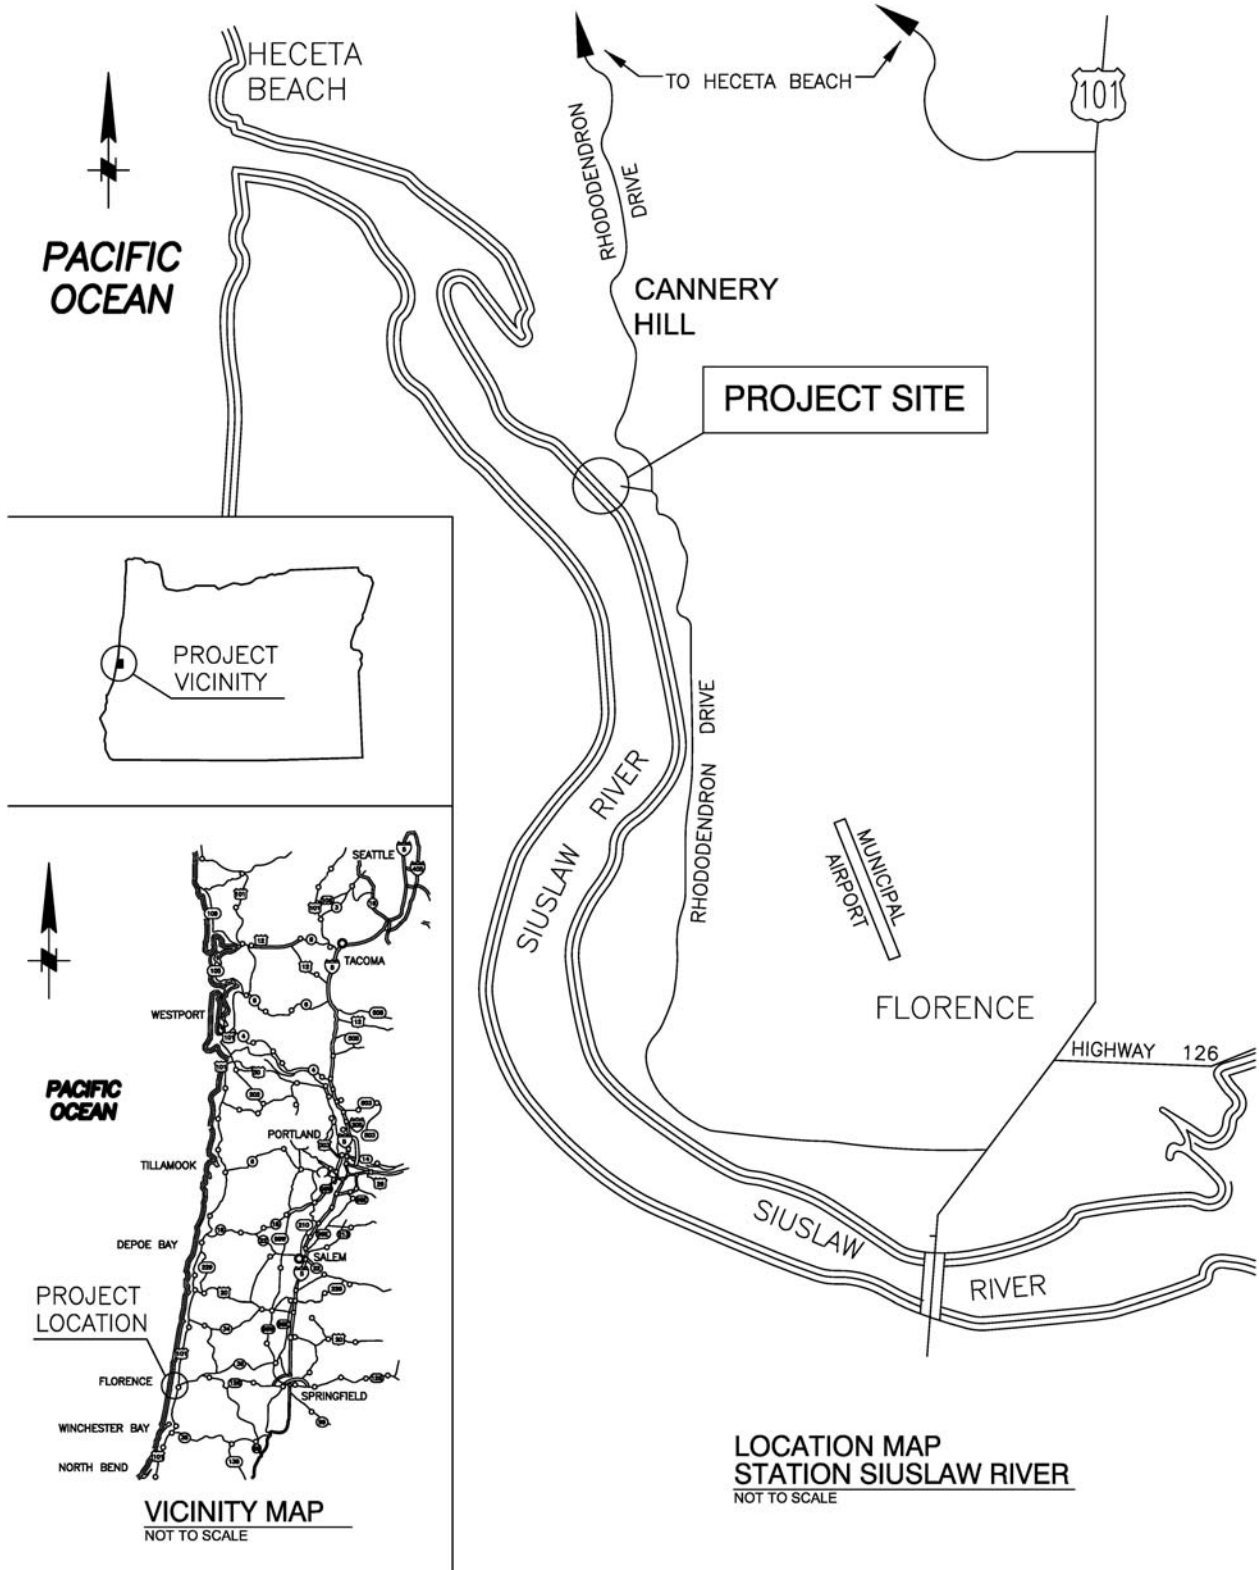 HECETA
BEACH
TO HECETA BEACH
101
RHODODENDRON
DRIVE
PACIFIC
OCEAN
CANNERY
HILL
PROJECT SITE
PROJECT
VICINITY
RHODODENDRON DRIVE
SIUSLAW RIVER
MUNICIPAL
AIRPORT
FLORENCE
HIGHWAY 126
SIUSLAW
RIVER
LOCATION MAP
STATION SIUSLAW RIVER
NOT TO SCALE
SEATTLE
TACOMA
WESTPORT
PACIFIC
OCEAN
PORTLAND
TILLAMOOK
DEPOE BAY
SALEM
PROJECT
LOCATION
101
FLORENCE
SPRINGFIELD
WINCHESTER BAY
NORTH BEND
101
VICINITY MAP
NOT TO SCALE